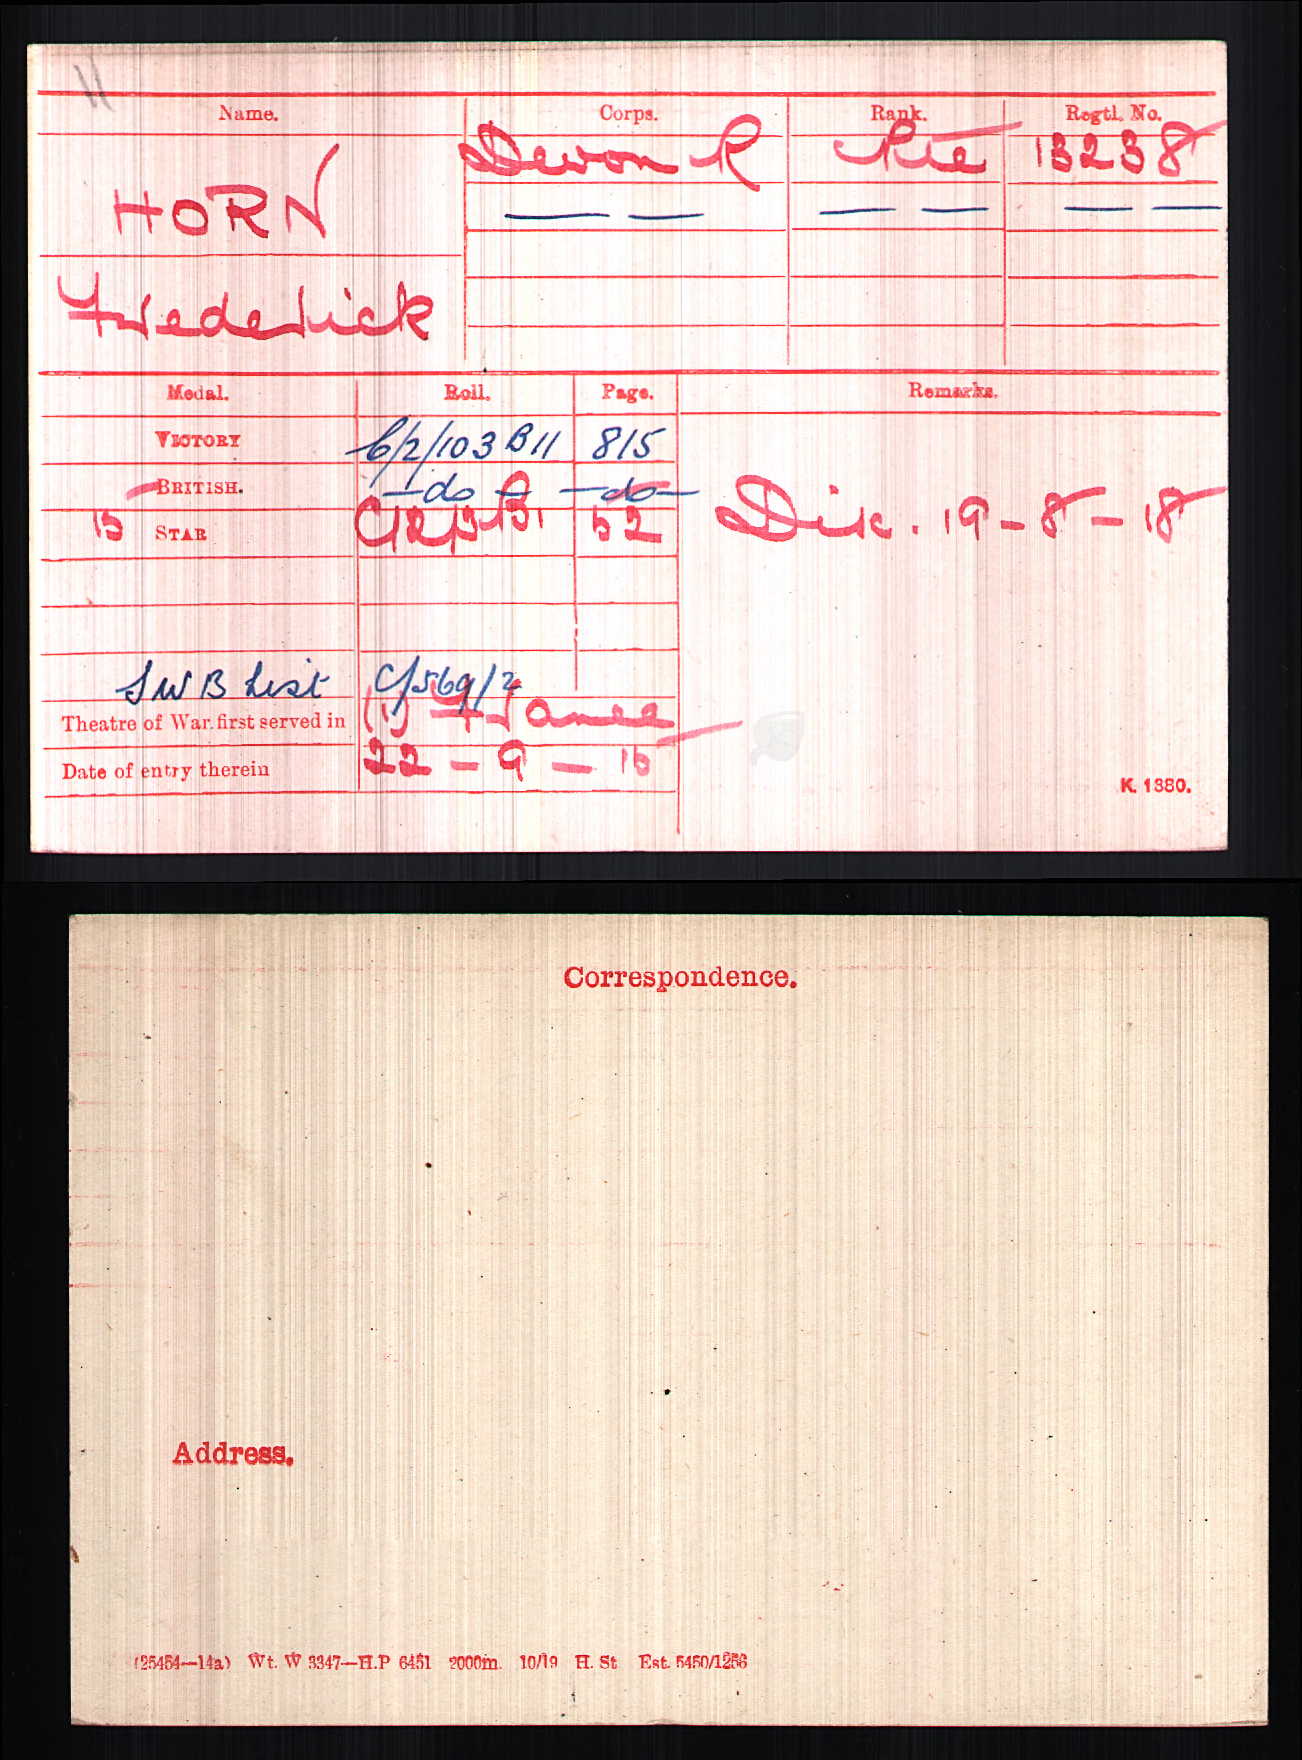 Name. Corps. Rank. Regtl. No.
HORN Devon R Pte 13238
Frederick
Medal. Roll. Page. Remarks.
VICTORY C/2/103 B11 815
BRITISH. —do— —do—
15 STAR 52 Dis. 19-8-18
SWB List C/569/2
Theatre of War first served in (1) France
Date of entry therein 22-9-15
K. 1380.
Correspondence.
Address.
(25454—14a) Wt. W 3347—H.P 6451 2000m. 10/19 H. St Est. 5450/1256